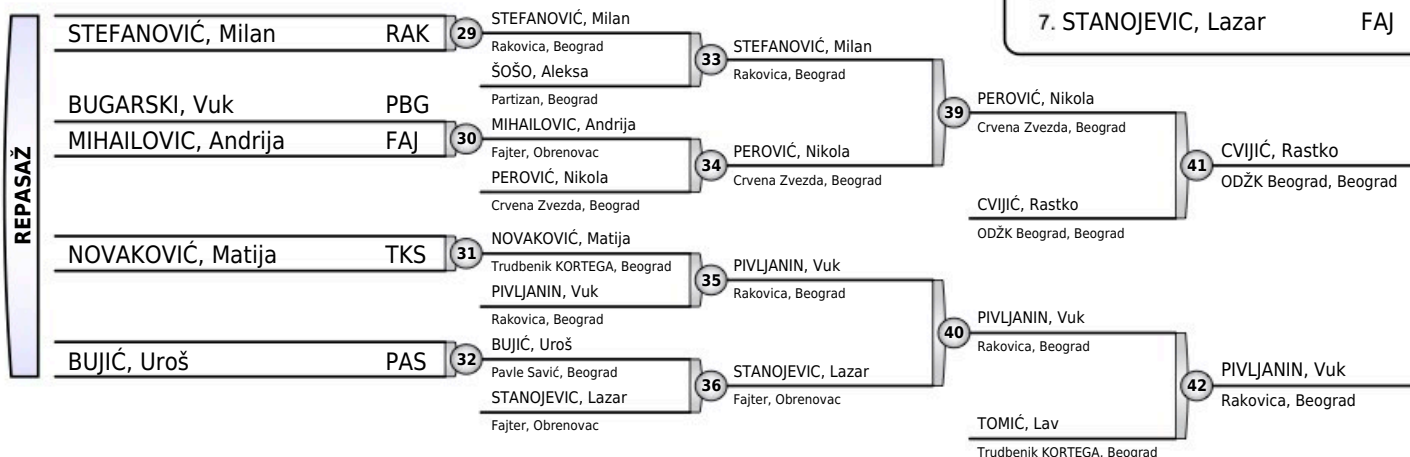 7. STANOJEVIC, Lazar FAJ
REPASAŽ
STEFANOVIĆ, Milan RAK
BUGARSKI, Vuk PBG
MIHAILOVIC, Andrija FAJ
NOVAKOVIĆ, Matija TKS
BUJIĆ, Uroš PAS
29
30
31
32
STEFANOVIĆ, Milan
Rakovica, Beograd
ŠOŠO, Aleksa
Partizan, Beograd
MIHAILOVIC, Andrija
Fajter, Obrenovac
PEROVIĆ, Nikola
Crvena Zvezda, Beograd
NOVAKOVIĆ, Matija
Trudbenik KORTEGA, Beograd
PIVLJANIN, Vuk
Rakovica, Beograd
BUJIĆ, Uroš
Pavle Savić, Beograd
STANOJEVIC, Lazar
Fajter, Obrenovac
33
34
35
36
STEFANOVIĆ, Milan
Rakovica, Beograd
PEROVIĆ, Nikola
Crvena Zvezda, Beograd
PIVLJANIN, Vuk
Rakovica, Beograd
STANOJEVIC, Lazar
Fajter, Obrenovac
39
40
PEROVIĆ, Nikola
Crvena Zvezda, Beograd
CVIJIĆ, Rastko
ODŽK Beograd, Beograd
PIVLJANIN, Vuk
Rakovica, Beograd
TOMIĆ, Lav
Trudbenik KORTEGA, Beograd
41
42
CVIJIĆ, Rastko
ODŽK Beograd, Beograd
PIVLJANIN, Vuk
Rakovica, Beograd